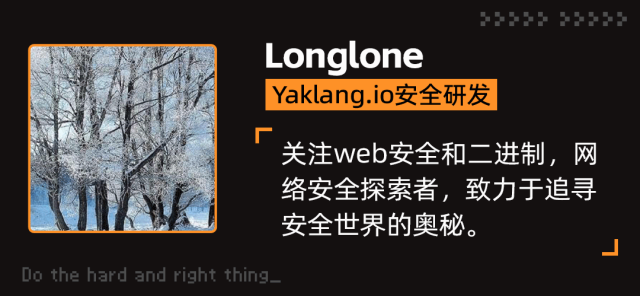 Longlone
Yaklang.io安全研发
关注web安全和二进制，网
络安全探索者，致力于追寻
安全世界的奥秘。
Do the hard and right thing_